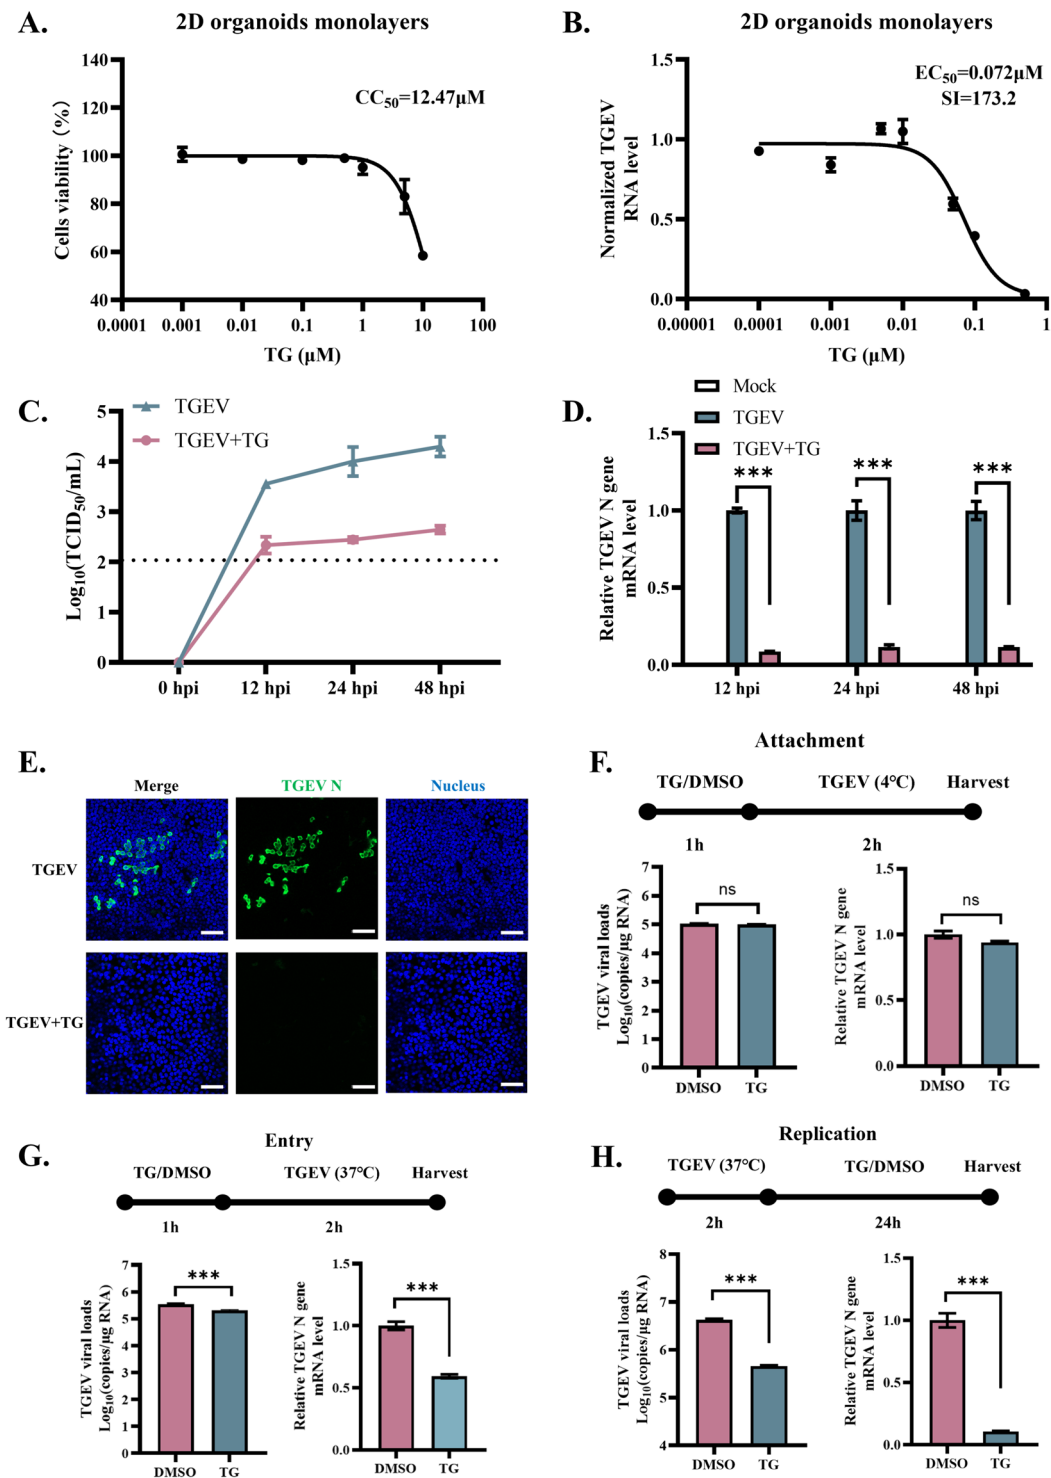 A.
2D organoids monolayers
140
120
100
80
60
40
Cells viability (%)
CC50=12.47μM
0.0001
0.001
0.01
0.1
1
10
100
TG (μM)
B.
2D organoids monolayers
1.5
1.0
0.5
0.0
Normalized TGEV
RNA level
EC50=0.072μM
SI=173.2
0.00001
0.0001
0.001
0.01
0.1
1
TG (μM)
C.
TGEV
TGEV+TG
5
4
3
2
1
0
Log10(TCID50/mL)
0 hpi
12 hpi
24 hpi
48 hpi
D.
Mock
TGEV
TGEV+TG
1.5
1.0
0.5
0.0
Relative TGEV N gene
mRNA level
***
***
***
12 hpi
24 hpi
48 hpi
E.
Merge
TGEV N
Nucleus
TGEV
TGEV+TG
F.
Attachment
TG/DMSO
TGEV (4℃)
Harvest
1h
2h
7
6
5
4
3
2
1
0
TGEV viral loads
Log10(copies/μg RNA)
ns
DMSO
TG
1.5
1.0
0.5
0.0
Relative TGEV N gene
mRNA level
ns
DMSO
TG
G.
Entry
TG/DMSO
TGEV (37℃)
Harvest
1h
2h
7
6
5
4
3
2
1
0
TGEV viral loads
Log10(copies/μg RNA)
***
DMSO
TG
1.5
1.0
0.5
0.0
Relative TGEV N gene
mRNA level
***
DMSO
TG
H.
Replication
TGEV (37℃)
TG/DMSO
Harvest
2h
24h
8
7
6
5
4
TGEV viral loads
Log10(copies/μg RNA)
***
DMSO
TG
1.5
1.0
0.5
0.0
Relative TGEV N gene
mRNA level
***
DMSO
TG